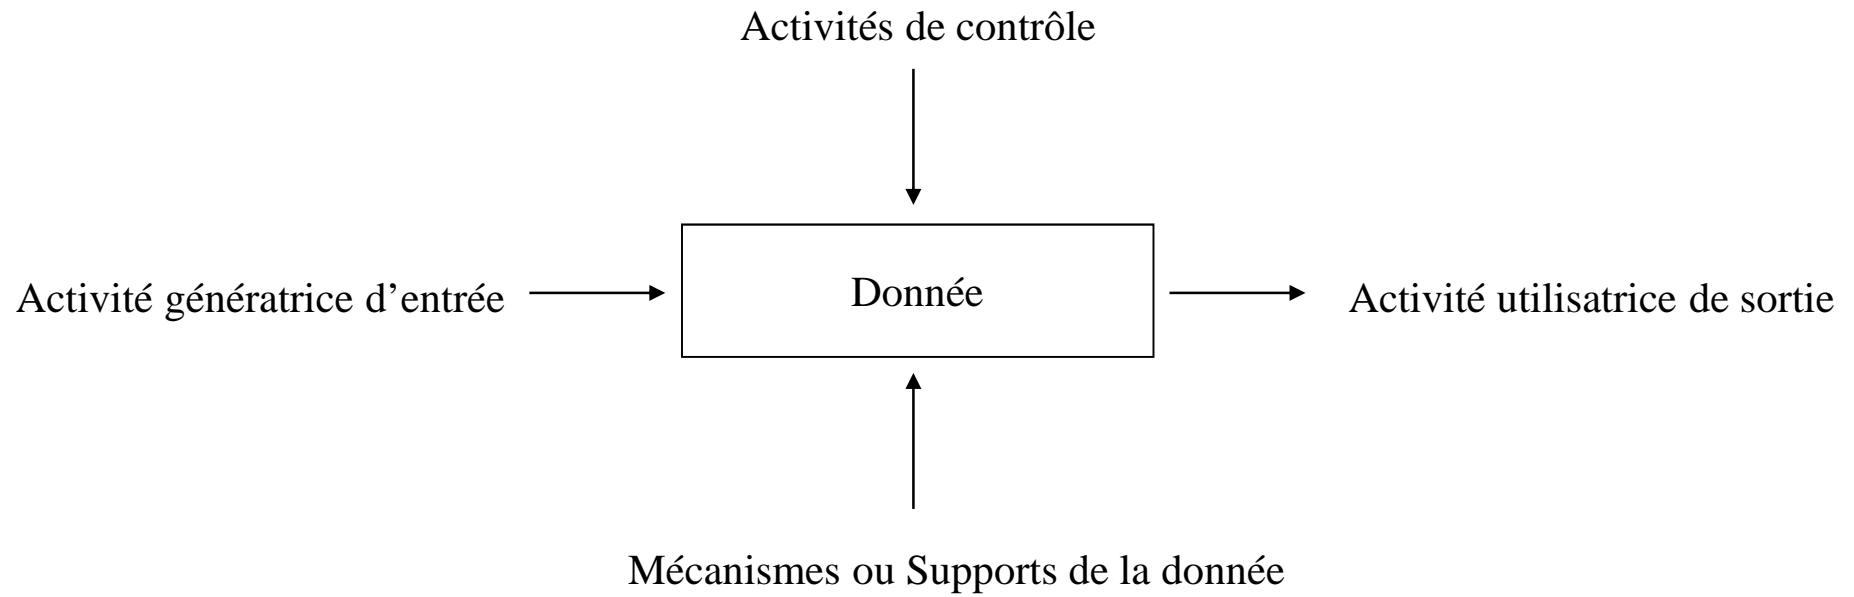 Activités de contrôle
Activité génératrice d’entrée
Donnée
Activité utilisatrice de sortie
Mécanismes ou Supports de la donnée